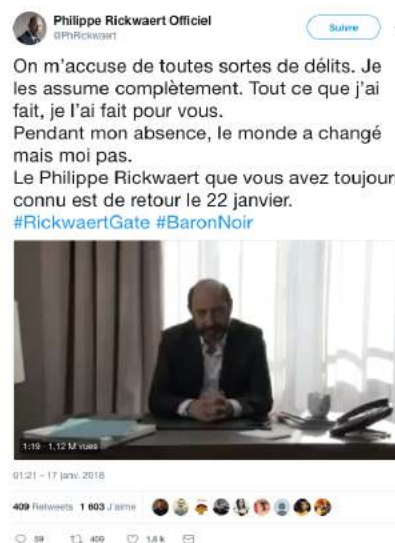 Philippe Rickwaert Officiel
@PhRickwaert
Suivre
On m'accuse de toutes sortes de délits. Je
les assume complètement. Tout ce que j'ai
fait, je l'ai fait pour vous.
Pendant mon absence, le monde a changé
mais moi pas.
Le Philippe Rickwaert que vous avez toujours
connu est de retour le 22 janvier.
#RickwaertGate #BaronNoir
1:19 1,12 M vues
01:21 - 17 janv. 2018
409 Retweets 1 603 J'aime
59 409 1,6 k